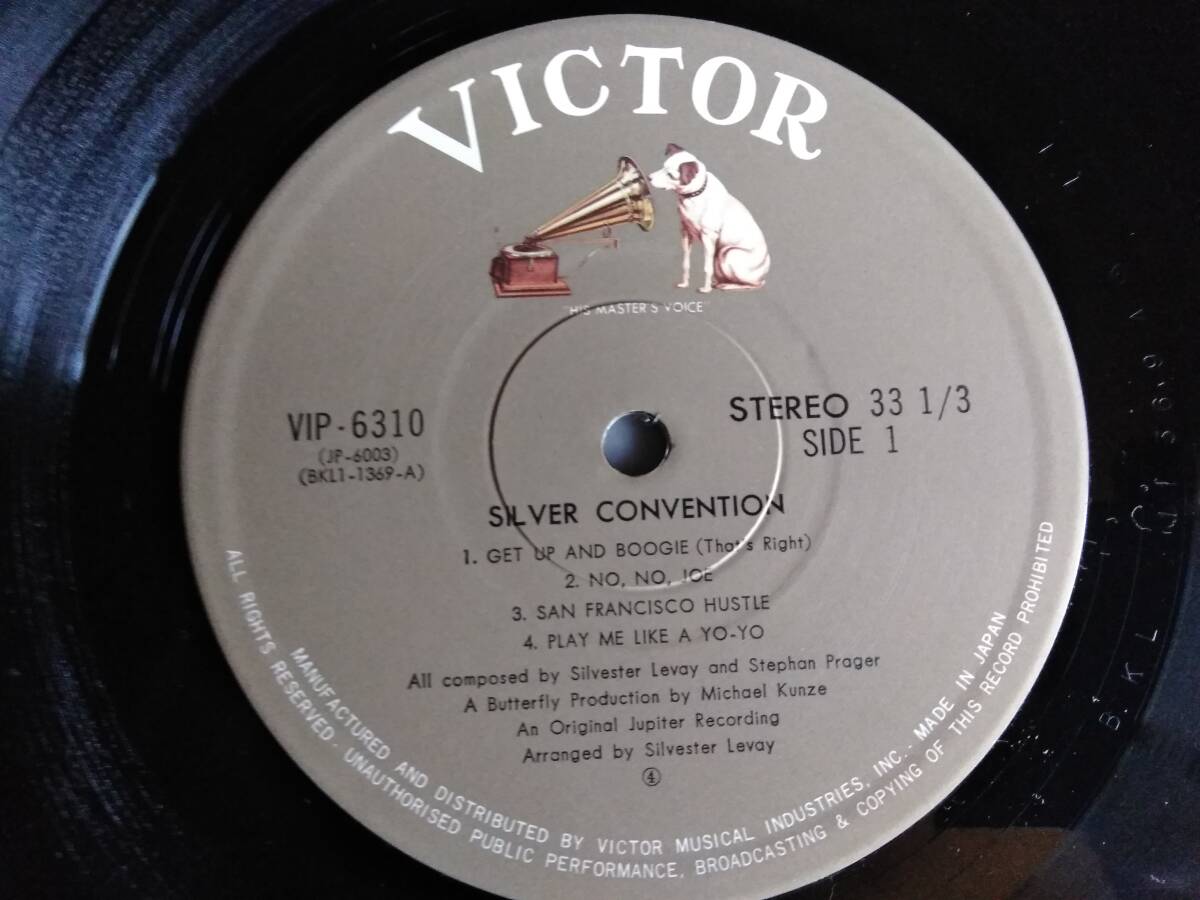 VICTOR
"HIS MASTER'S VOICE"
VIP-6310
(JP-6003)
(BKL1-1369-A)
STEREO 33 1/3
SIDE 1
SILVER CONVENTION
1. GET UP AND BOOGIE (That's Right)
2. NO, NO, JOE
3. SAN FRANCISCO HUSTLE
4. PLAY ME LIKE A YO-YO
All composed by Silvester Levay and Stephan Prager
A Butterfly Production by Michael Kunze
An Original Jupiter Recording
Arranged by Silvester Levay
④
MANUFACTURED AND DISTRIBUTED BY VICTOR MUSICAL INDUSTRIES, INC.. MADE IN JAPAN
ALL RIGHTS RESERVED. UNAUTHORISED PUBLIC PERFORMANCE, BROADCASTING & COPYING OF THIS RECORD PROHIBITED
B.KL